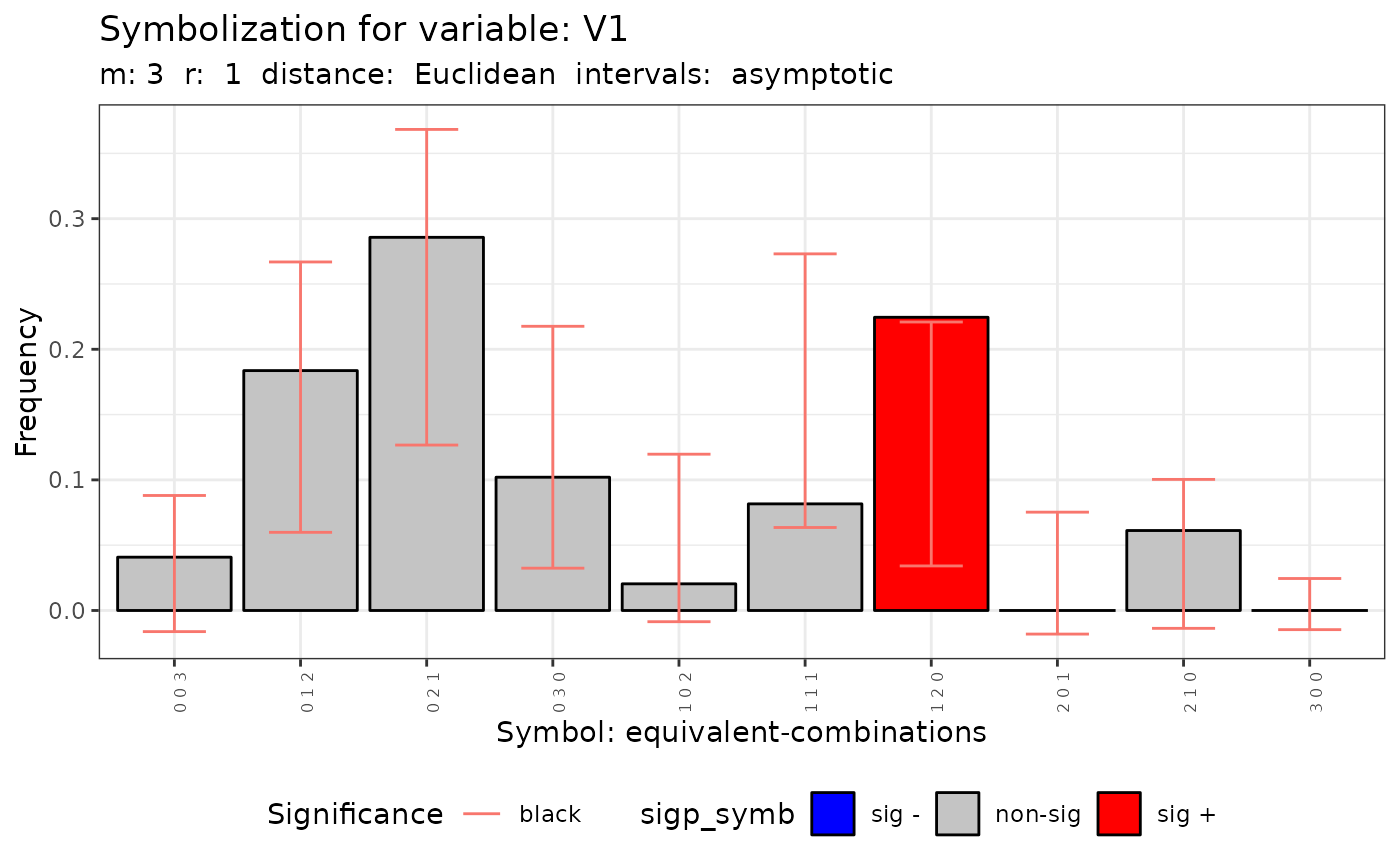 Symbolization for variable: V1
m: 3  r:  1  distance:  Euclidean  intervals:  asymptotic
Frequency
0.3
0.2
0.1
0.0
0 0 3
0 1 2
0 2 1
0 3 0
1 0 2
1 1 1
1 2 0
2 0 1
2 1 0
3 0 0
Symbol: equivalent-combinations
Significance black sigp_symb sig - non-sig sig +